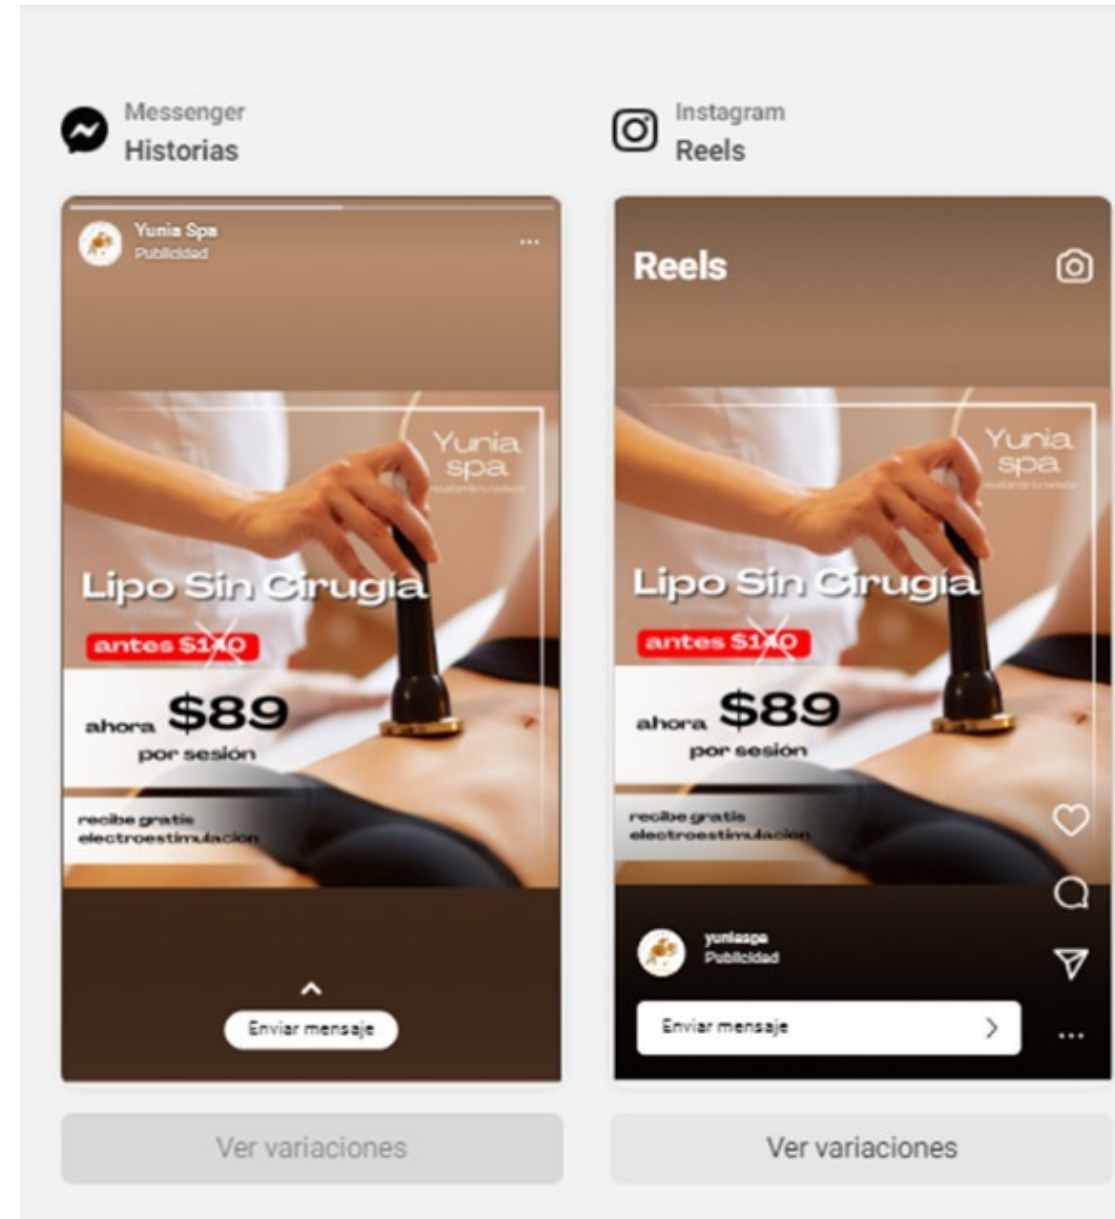 Messenger
Historias
Yunia Spa
Publicidad
Yunia
spa
Lipo Sin Cirugía
antes $140
ahora $89
por sesión
recibe gratis
electroestimulación
Enviar mensaje
Ver variaciones
Instagram
Reels
Reels
Yunia
spa
Lipo Sin Cirugía
antes $140
ahora $89
por sesión
recibe gratis
electroestimulación
yuniaspa
Publicidad
Enviar mensaje
Ver variaciones